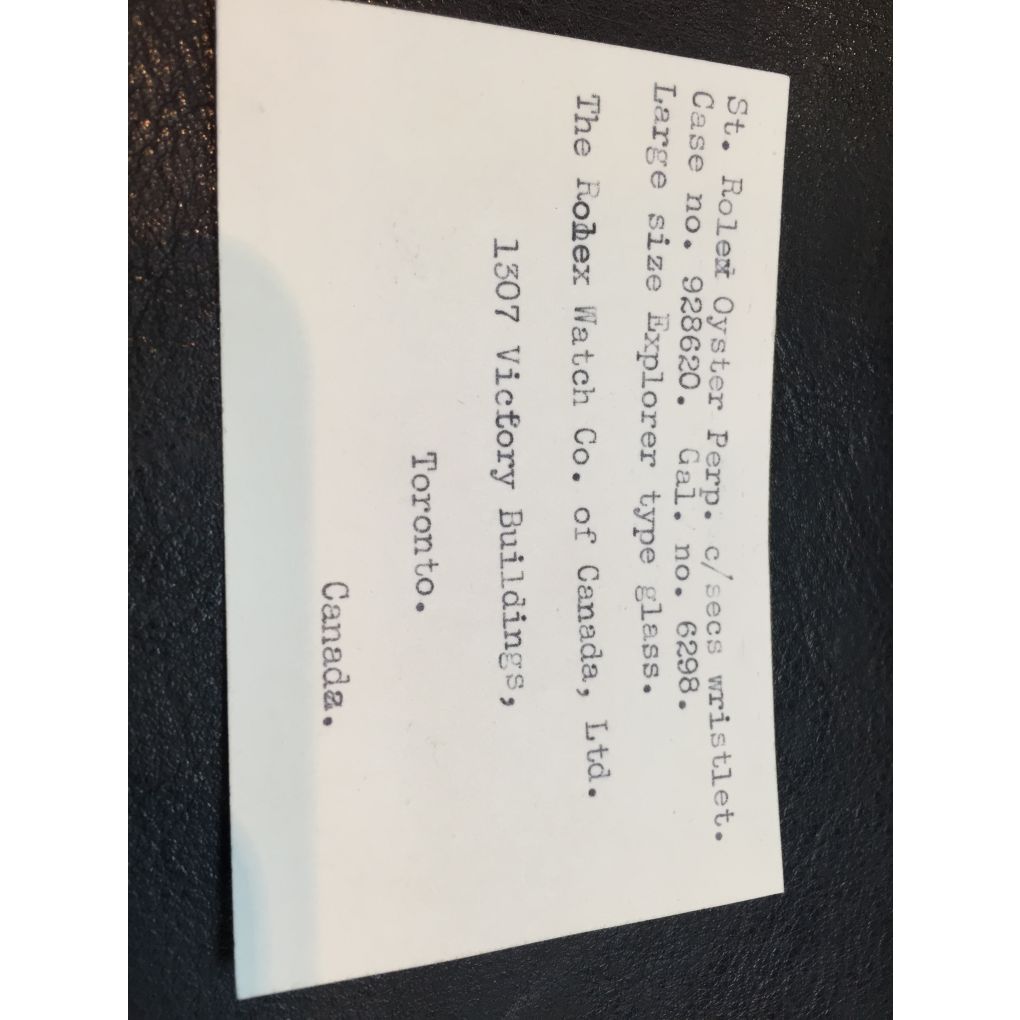 St. Rolex Oyster Perp. c/secs wristlet.
Case no. 928620. Gal. no. 6298.
Large size Explorer type glass.
The Rolex Watch Co. of Canada, Ltd.
1307 Victory Buildings,
Toronto.
Canada.